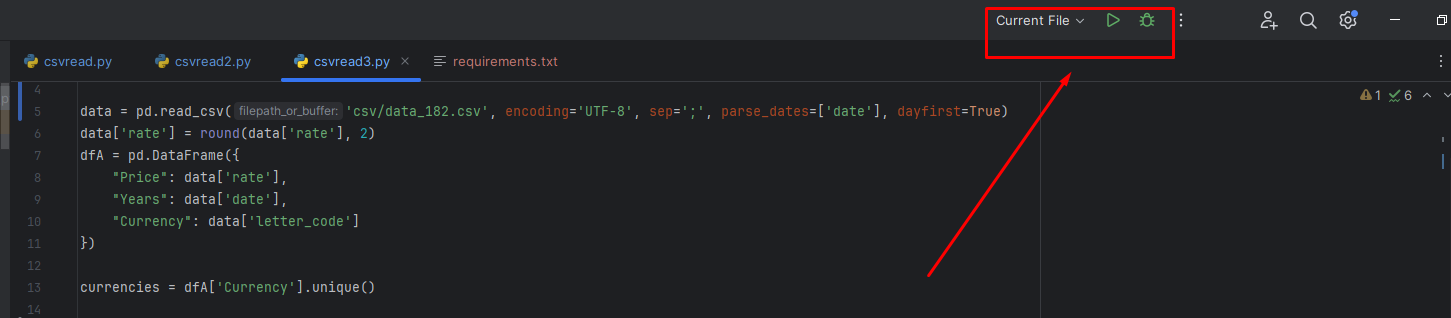 Current File
csvread.py csvread2.py csvread3.py requirements.txt
4
1 6
5 data = pd.read_csv( filepath_or_buffer: 'csv/data_182.csv', encoding='UTF-8', sep=';', parse_dates=['date'], dayfirst=True)
6 data['rate'] = round(data['rate'], 2)
7 dfA = pd.DataFrame({
8 "Price": data['rate'],
9 "Years": data['date'],
10 "Currency": data['letter_code']
11 })
12
13 currencies = dfA['Currency'].unique()
14